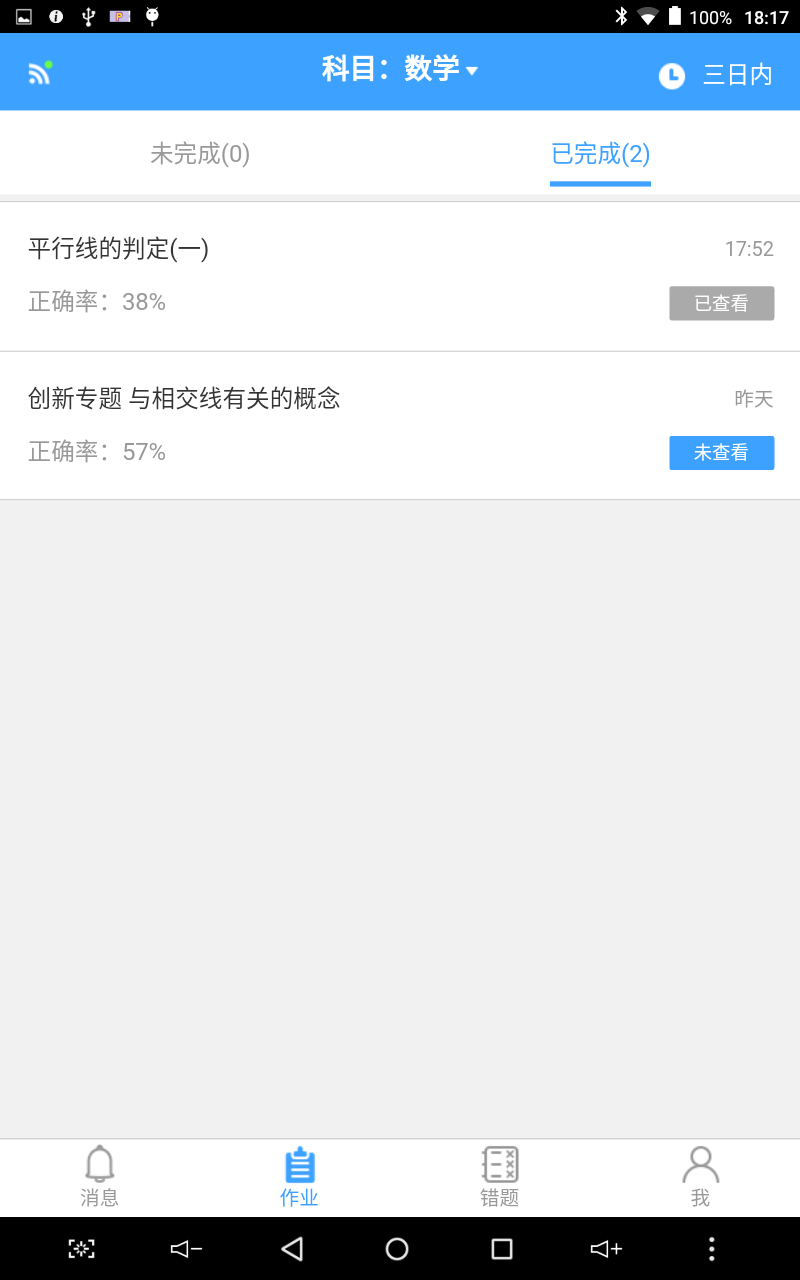 100% 18:17
科目：数学
三日内
未完成(0)
已完成(2)
平行线的判定(一)
17:52
正确率：38%
已查看
创新专题 与相交线有关的概念
昨天
正确率：57%
未查看
消息
作业
错题
我